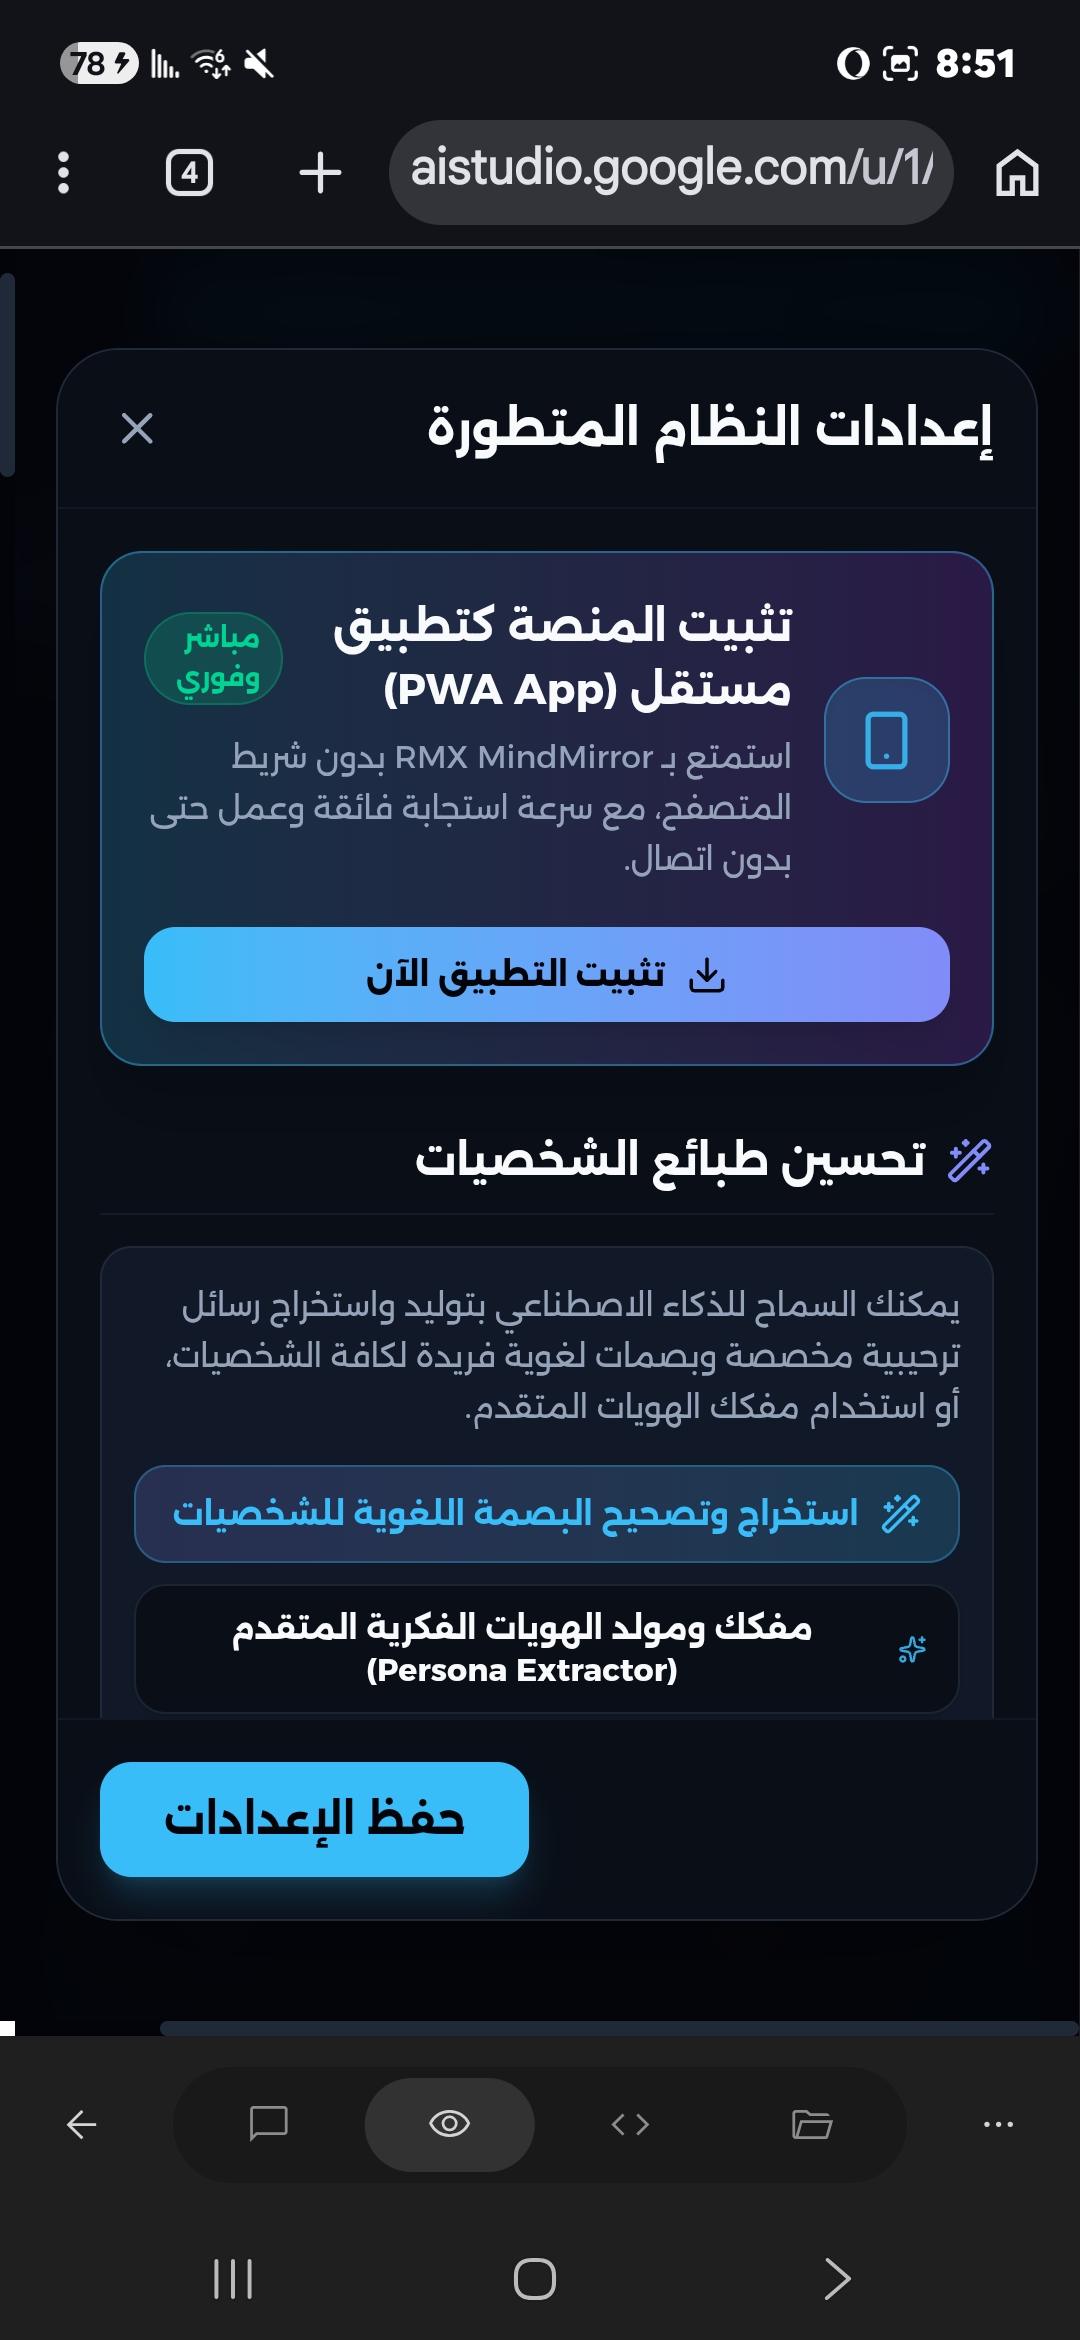 78
8:51
4
aistudio.google.com/u/1/
إعدادات النظام المتطورة
تثبيت المنصة كتطبيق
مستقل (PWA App)
مباشر
وفوري
استمتع بـ RMX MindMirror بدون شريط
المتصفح، مع سرعة استجابة فائقة وعمل حتى
بدون اتصال.
تثبيت التطبيق الآن
تحسين طبائع الشخصيات
يمكنك السماح للذكاء الاصطناعي بتوليد واستخراج رسائل
ترحيبية مخصصة وبصمات لغوية فريدة لكافة الشخصيات،
أو استخدام مفكك الهويات المتقدم.
استخراج وتصحيح البصمة اللغوية للشخصيات
مفكك ومولد الهويات الفكرية المتقدم
(Persona Extractor)
حفظ الإعدادات